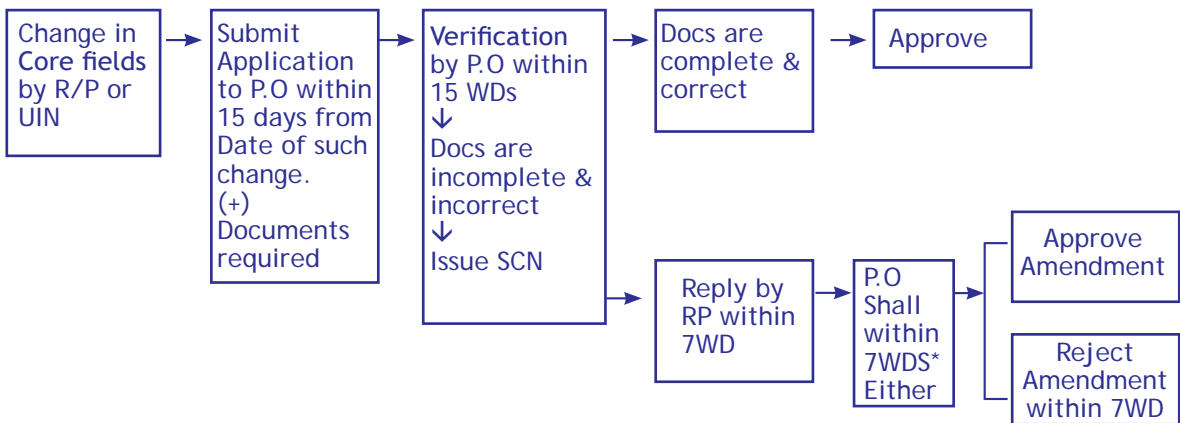 Change in
Core fields
by R/P or
UIN
Submit
Application
to P.O within
15 days from
Date of such
change.
(+)
Documents
required
Verification
by P.O within
15 WDs
↓
Docs are
incomplete &
incorrect
↓
Issue SCN
Docs are
complete &
correct
Approve
Reply by
RP within
7WD
P.O
Shall
within
7WDS*
Either
Approve
Amendment
Reject
Amendment
within 7WD